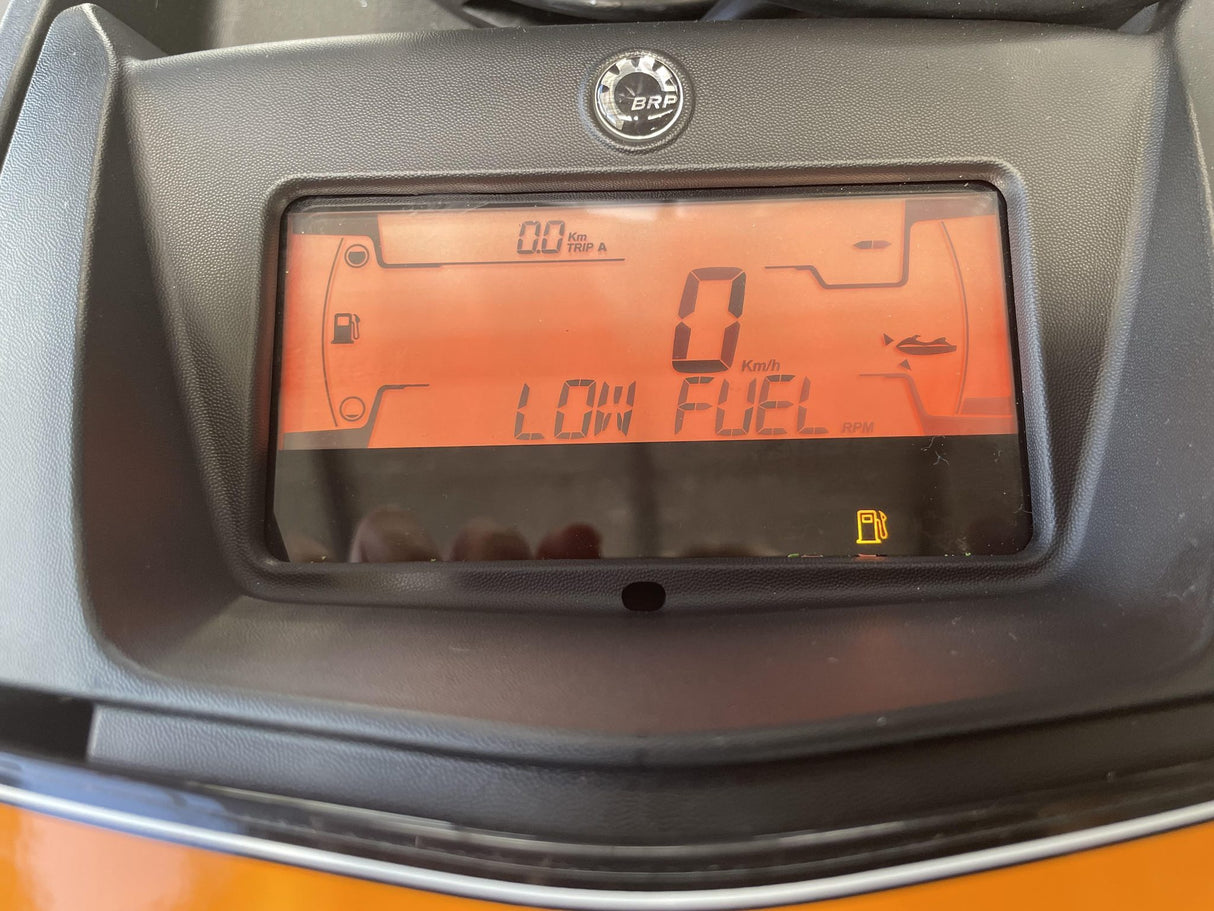 BRP
0.0 Km
TRIP A
0 Km/h
LOW FUEL RPM